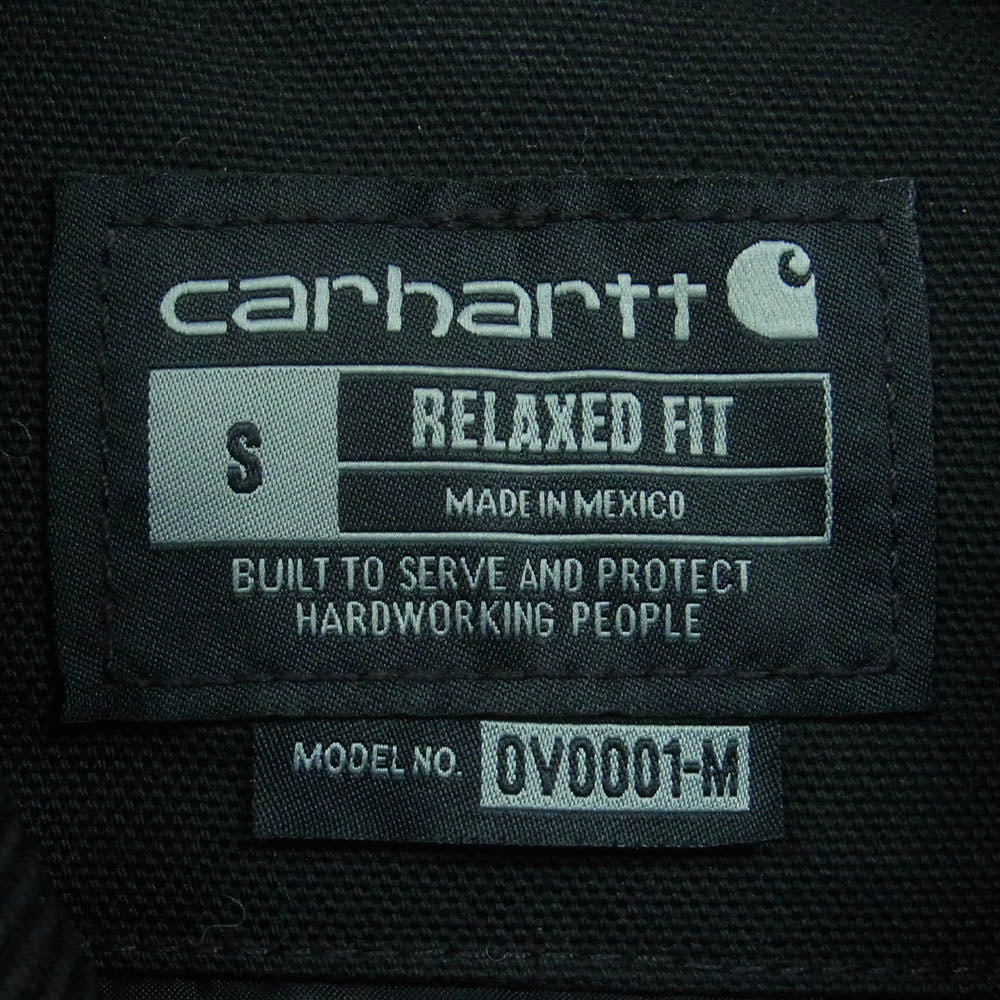 carhartt
S
RELAXED FIT
MADE IN MEXICO
BUILT TO SERVE AND PROTECT
HARDWORKING PEOPLE
MODEL NO. OV0001-M